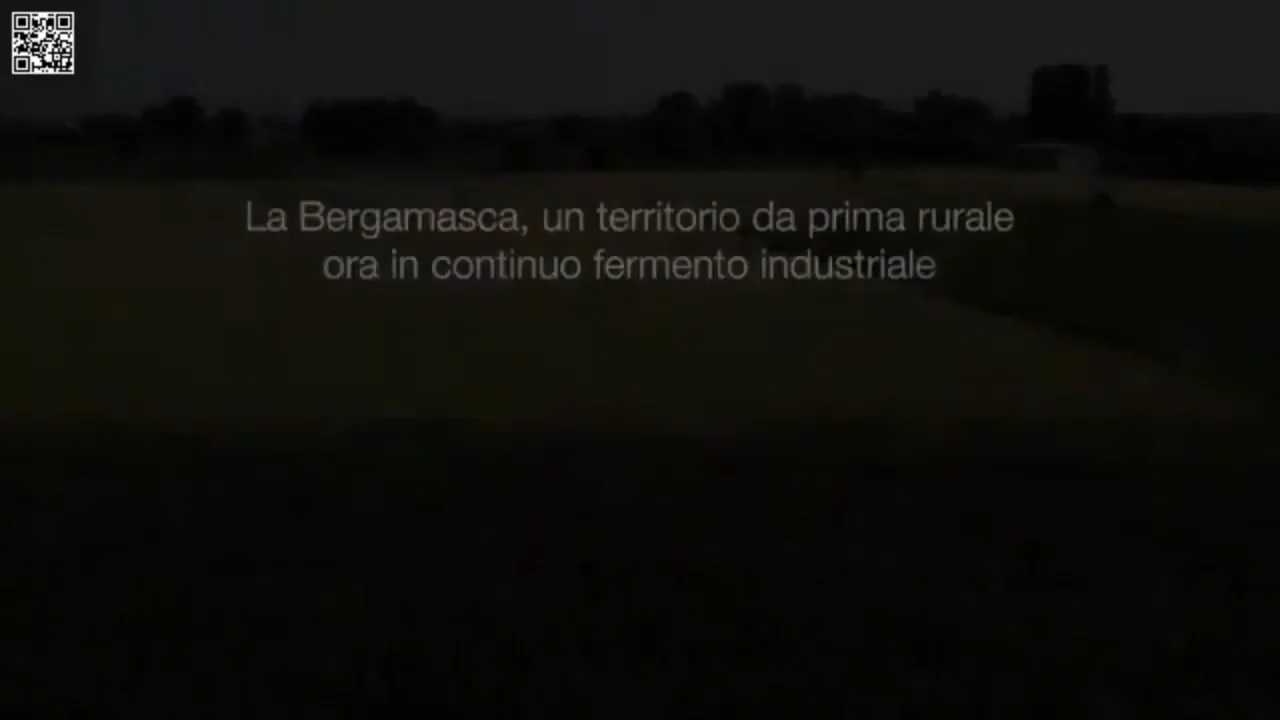 La Bergamasca, un territorio da prima rurale
ora in continuo fermento industriale